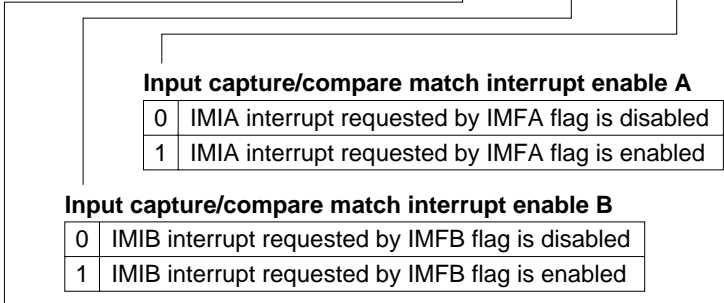 Input capture/compare match interrupt enable A
0 IMIA interrupt requested by IMFA flag is disabled
1 IMIA interrupt requested by IMFA flag is enabled
Input capture/compare match interrupt enable B
0 IMIB interrupt requested by IMFB flag is disabled
1 IMIB interrupt requested by IMFB flag is enabled